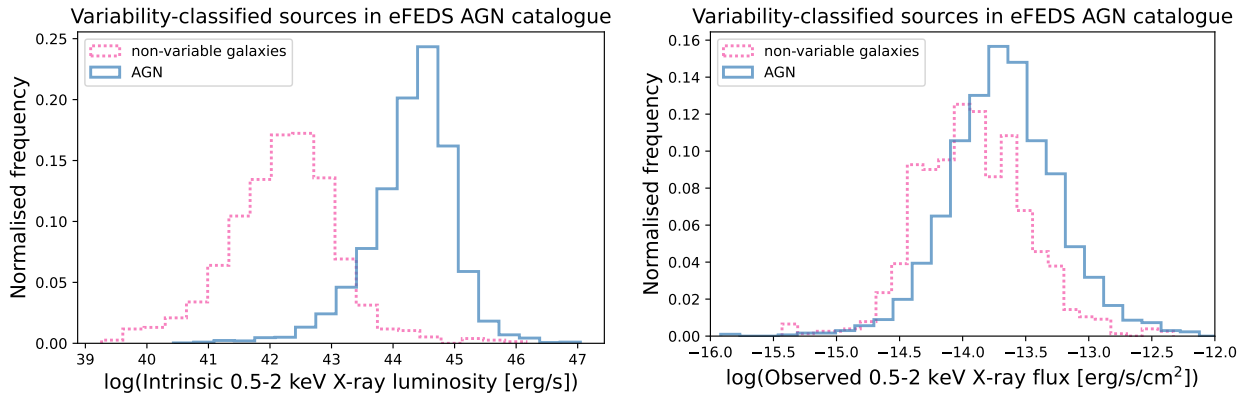 Variability-classified sources in eFEDS AGN catalogue
non-variable galaxies
AGN
Normalised frequency
0.25
0.20
0.15
0.10
0.05
0.00
39 40 41 42 43 44 45 46 47
log(Intrinsic 0.5-2 keV X-ray luminosity [erg/s])
Variability-classified sources in eFEDS AGN catalogue
non-variable galaxies
AGN
Normalised frequency
0.16
0.14
0.12
0.10
0.08
0.06
0.04
0.02
0.00
−16.0 −15.5 −15.0 −14.5 −14.0 −13.5 −13.0 −12.5 −12.0
log(Observed 0.5-2 keV X-ray flux [erg/s/cm²])